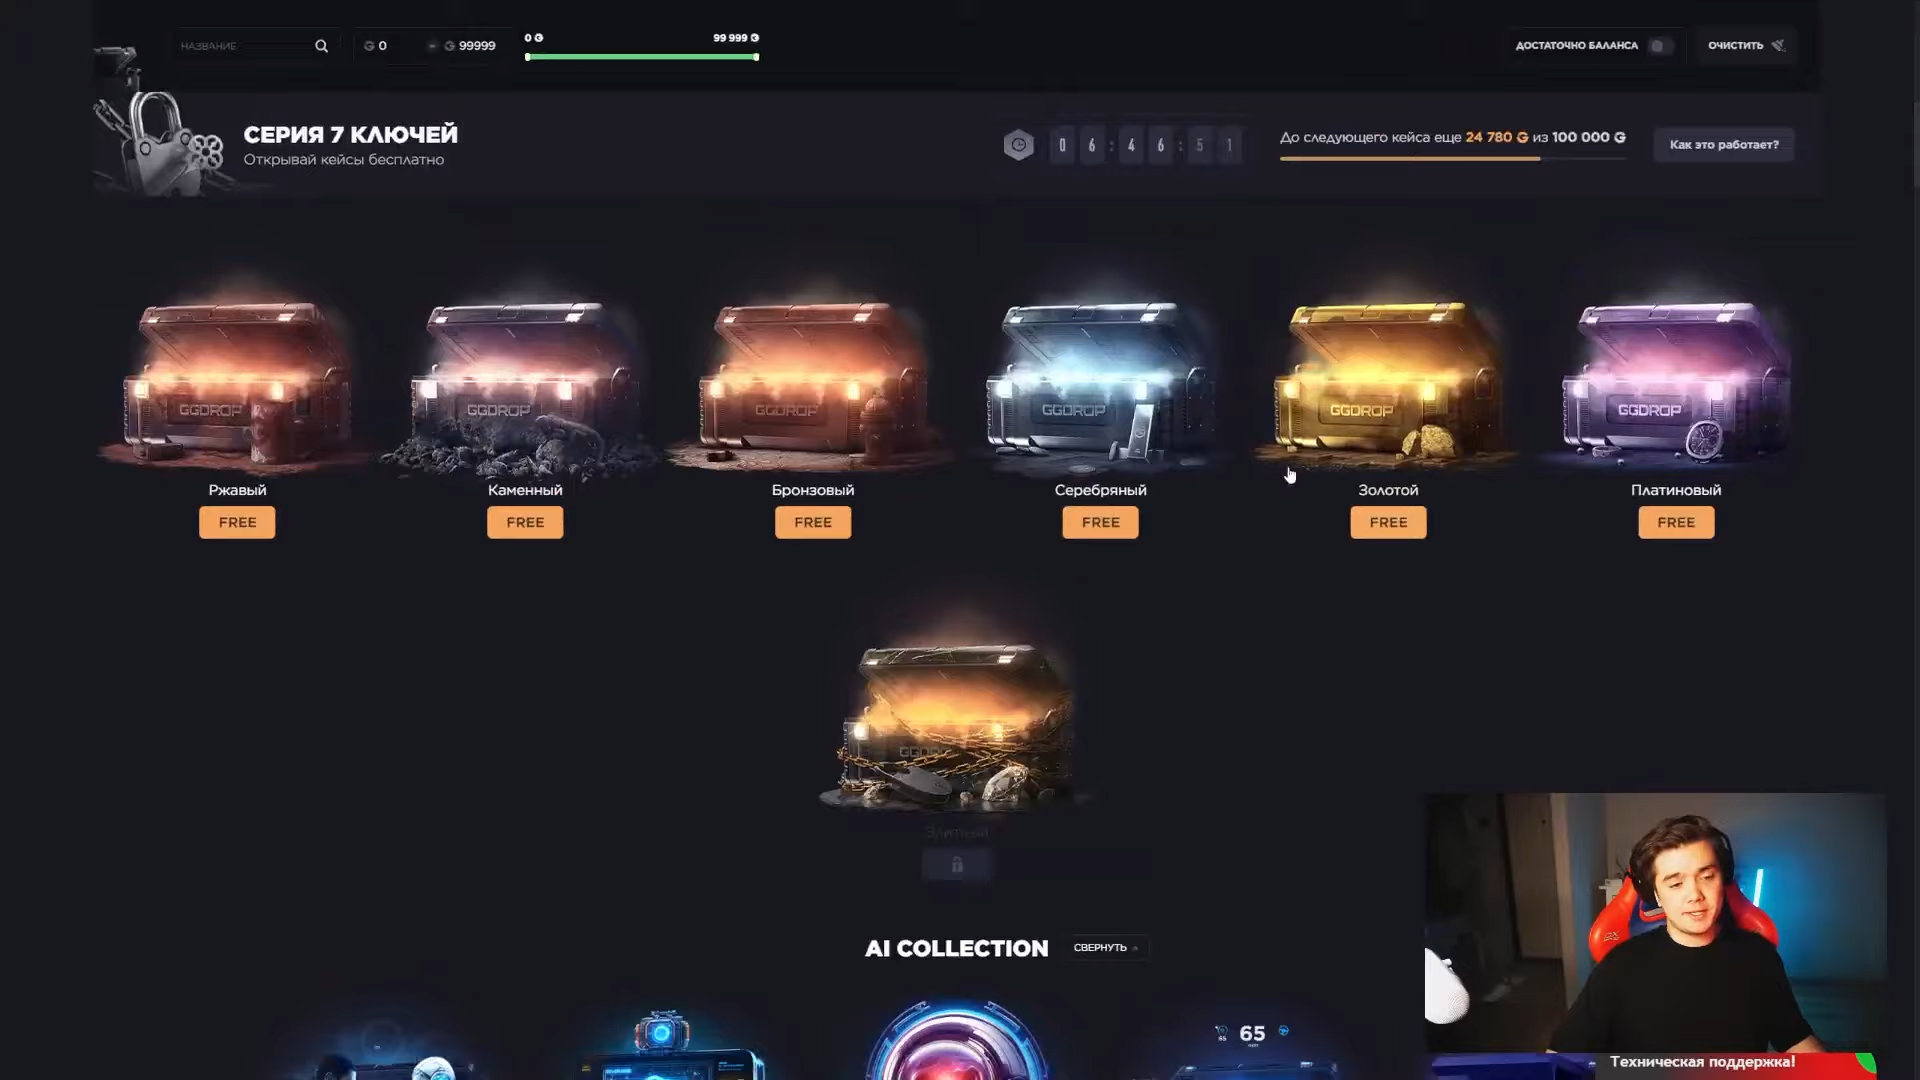 НАЗВАНИЕ
G 0 - G 99999
0 G 99 999 G
ДОСТАТОЧНО БАЛАНСА
ОЧИСТИТЬ
СЕРИЯ 7 КЛЮЧЕЙ
Открывай кейсы бесплатно
0 6 : 4 6 : 5 1
До следующего кейса еще 24 780 G из 100 000 G
Как это работает?
GGDROP GGDROP GGDROP GGDROP GGDROP GGDROP
Ржавый Каменный Бронзовый Серебряный Золотой Платиновый
FREE FREE FREE FREE FREE FREE
GGDROP
Элитный
AI COLLECTION
СВЕРНУТЬ
65 65
Техническая поддержка!